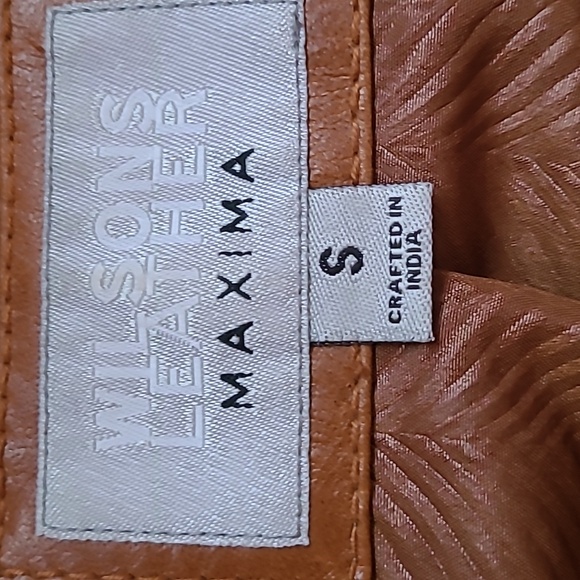 WILSONS
LEATHER
MAXIMA
S
CRAFTED IN
INDIA